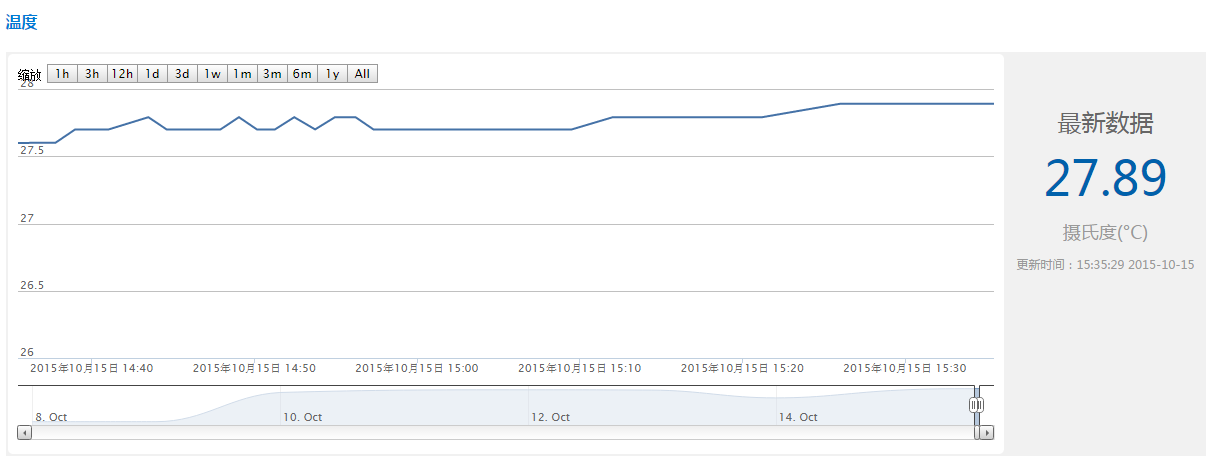 温度
缩放 1h 3h 12h 1d 3d 1w 1m 3m 6m 1y All
28
27.5
27
26.5
26
2015年10月15日 14:40 2015年10月15日 14:50 2015年10月15日 15:00 2015年10月15日 15:10 2015年10月15日 15:20 2015年10月15日 15:30
8. Oct 10. Oct 12. Oct 14. Oct
最新数据
27.89
摄氏度(°C)
更新时间：15:35:29 2015-10-15